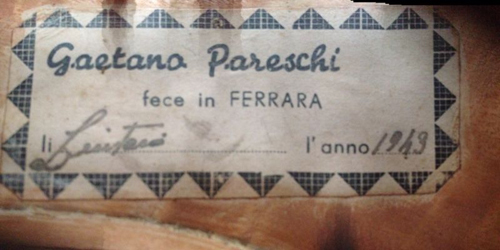 Gaetano Pareschi
fece in FERRARA
li l'anno 1943